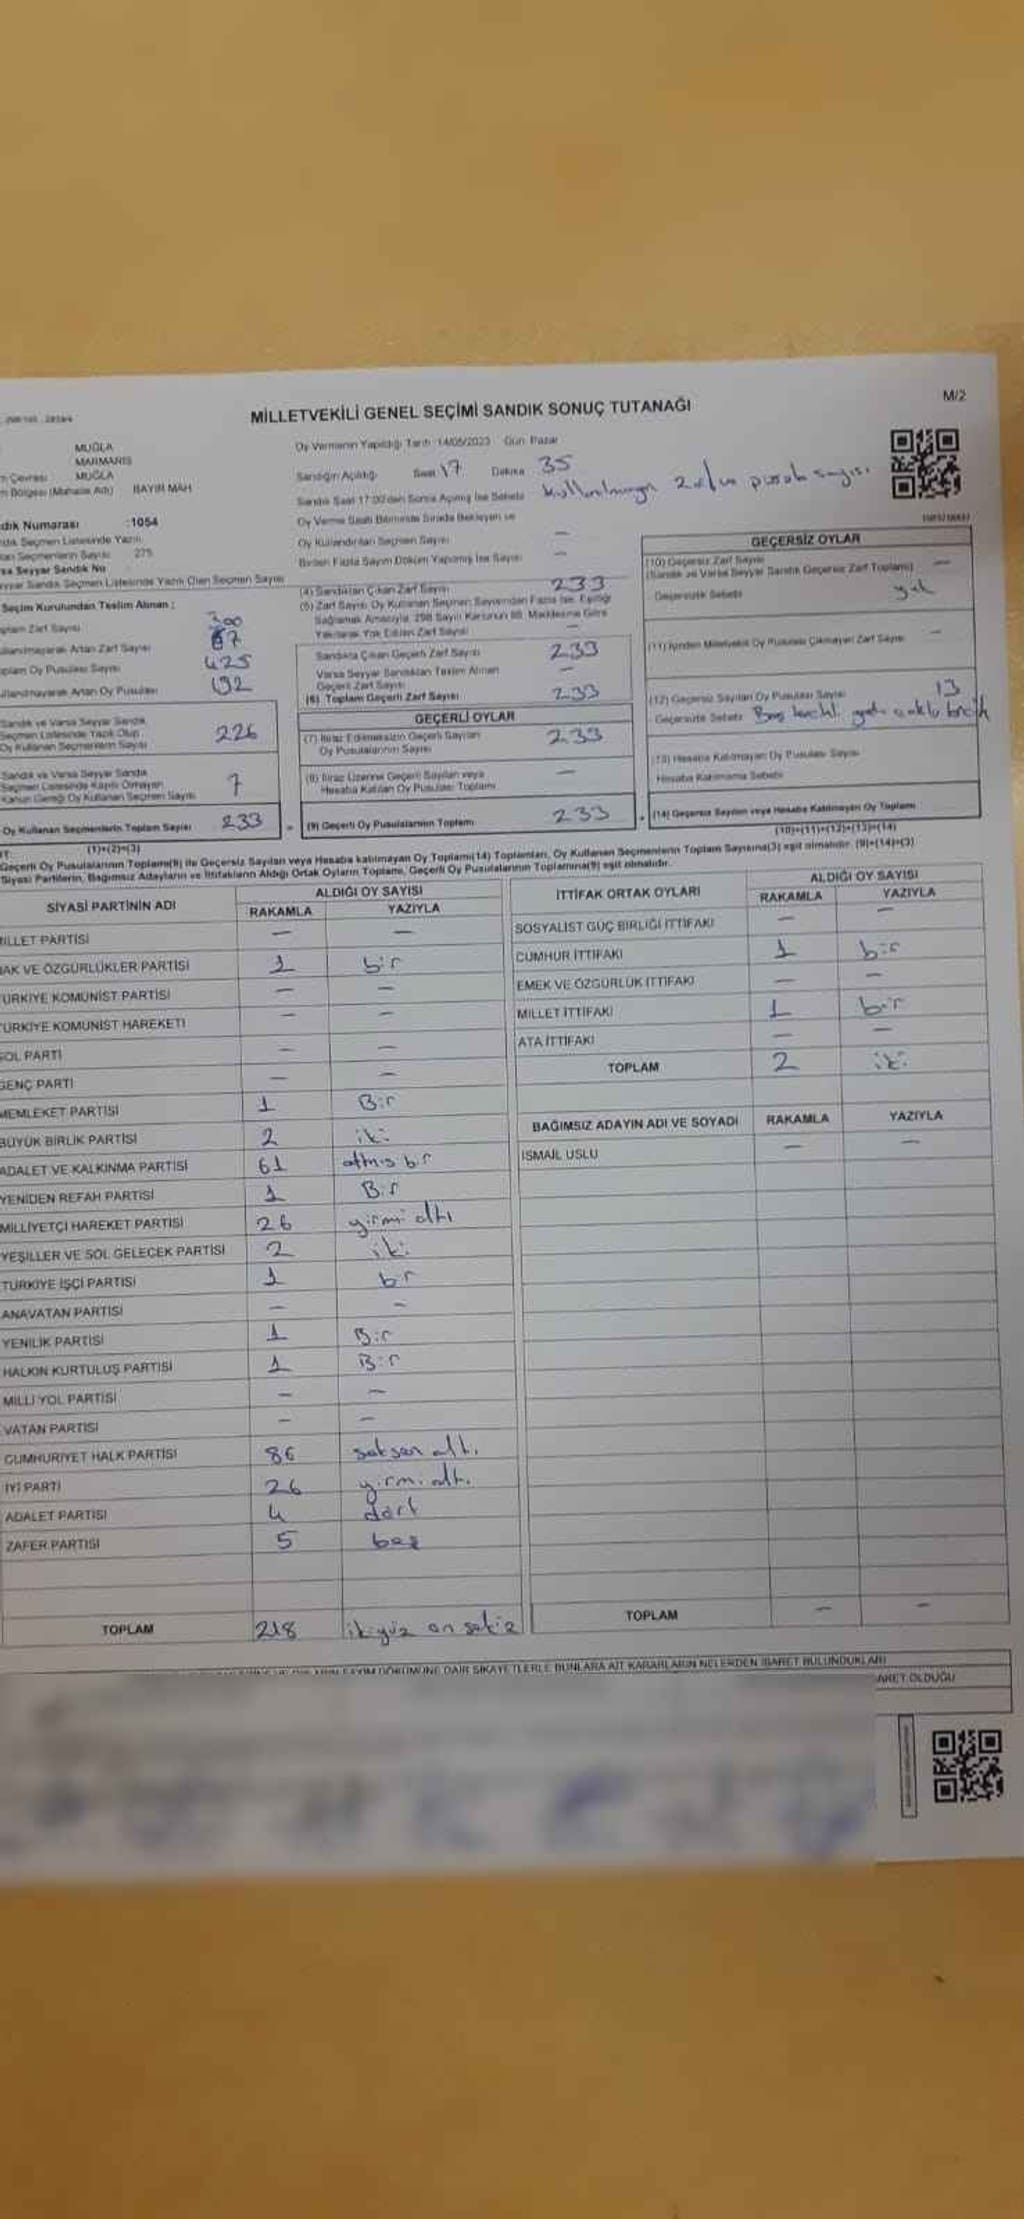 M/2
MİLLETVEKİLİ GENEL SEÇİMİ SANDIK SONUÇ TUTANAĞI
MUĞLA
MARMARİS
MUĞLA
BAYIR MAH
Oy Vermenin Yapıldığı Tarih :14/05/2023 Gün: Pazar
Sandığın Açıldığı Saat 17 Dakika 35
Sandık Saat 17:00'den Sonra Açılmış İse Sebebi 2 pusula sayısı
dık Numarası :1054
275
Oy Verme Saati Bitiminde Sırada Bekleyen ve
Oy Kullandırılan Seçmen Sayısı —
Birden Fazla Sayım Döküm Yapılmış İse Sayısı —
Seçim Kurulundan Teslim Alınan :
Zarf Sayısı 300
Artan Zarf Sayısı 67
Oy Pusulası Sayısı 425
Artan Oy Pusulası 192
Sandık ve Varsa Seyyar Sandık
Seçmen Listesinde Yazılı Olup
Oy Kullanan Seçmenlerin Sayısı 226
Sandık ve Varsa Seyyar Sandık
Seçmen Listesinde Kayıtlı Olmayan
Kanun Gereği Oy Kullanan Seçmen Sayısı 7
Oy Kullanan Seçmenlerin Toplam Sayısı 233
(1)+(2)=(3)
(4) Sandıktan Çıkan Zarf Sayısı 233
(5) Zarf Sayısı Oy Kullanan Seçmen Sayısından Fazla İse, Eşitliği
Sağlamak Amacıyla, 298 Sayılı Kanunun 98. Maddesine Göre
Yakılarak Yok Edilen Zarf Sayısı —
Sandıkta Çıkan Geçerli Zarf Sayısı 233
Varsa Seyyar Sandıktan Teslim Alınan
Geçerli Zarf Sayısı —
(6) Toplam Geçerli Zarf Sayısı 233
GEÇERLİ OYLAR
(7) İtiraz Edilmeksizin Geçerli Sayılan
Oy Pusulalarının Sayısı 233
(8) İtiraz Üzerine Geçerli Sayılan veya
Hesaba Katılan Oy Pusulası Toplamı —
(9) Geçerli Oy Pusulalarının Toplamı 233
GEÇERSİZ OYLAR
(10) Geçersiz Zarf Sayısı
(Sandık ve Varsa Seyyar Sandık Geçersiz Zarf Toplamı) —
Geçersizlik Sebebi
(11) İçinden Milletvekili Oy Pusulası Çıkmayan Zarf Sayısı —
(12) Geçersiz Sayılan Oy Pusulası Sayısı 13
Geçersizlik Sebebi
(13) Hesaba Katılmayan Oy Pusulası Sayısı
Hesaba Katılmama Sebebi
(14) Geçersiz Sayılan veya Hesaba Katılmayan Oy Toplamı
(10)+(11)+(12)+(13)=(14)
Geçerli Oy Pusulalarının Toplamı(9) ile Geçersiz Sayılan veya Hesaba katılmayan Oy Toplamı(14) Toplamları, Oy Kullanan Seçmenlerin Toplam Sayısına(3) eşit olmalıdır. (9)+(14)=(3)
Siyasi Partilerin, Bağımsız Adayların ve İttifakların Aldığı Ortak Oyların Toplamı, Geçerli Oy Pusulalarının Toplamına(9) eşit olmalıdır.
SİYASİ PARTİNİN ADI ALDIĞI OY SAYISI
RAKAMLA YAZIYLA
MİLLET PARTİSİ — —
HAK VE ÖZGÜRLÜKLER PARTİSİ 1 bir
TÜRKİYE KOMÜNİST PARTİSİ — —
TÜRKİYE KOMÜNİST HAREKETİ — —
SOL PARTİ — —
GENÇ PARTİ — —
MEMLEKET PARTİSİ 1 Bir
BÜYÜK BİRLİK PARTİSİ 2 iki
ADALET VE KALKINMA PARTİSİ 61 altmış bir
YENİDEN REFAH PARTİSİ 1 Bir
MİLLİYETÇİ HAREKET PARTİSİ 26 yirmi altı
YEŞİLLER VE SOL GELECEK PARTİSİ 2 iki
TÜRKİYE İŞÇİ PARTİSİ 1 bir
ANAVATAN PARTİSİ — —
YENİLİK PARTİSİ 1 Bir
HALKIN KURTULUŞ PARTİSİ 1 Bir
MİLLİ YOL PARTİSİ — —
VATAN PARTİSİ — —
CUMHURİYET HALK PARTİSİ 86 seksen altı
İYİ PARTİ 26 yirmi altı
ADALET PARTİSİ 4 dört
ZAFER PARTİSİ 5 beş
TOPLAM 218 ikiyüz on sekiz
İTTİFAK ORTAK OYLARI ALDIĞI OY SAYISI
RAKAMLA YAZIYLA
SOSYALİST GÜÇ BİRLİĞİ İTTİFAKI — —
CUMHUR İTTİFAKI 1 bir
EMEK VE ÖZGÜRLÜK İTTİFAKI — —
MİLLET İTTİFAKI 1 bir
ATA İTTİFAKI — —
TOPLAM 2 iki
BAĞIMSIZ ADAYIN ADI VE SOYADI RAKAMLA YAZIYLA
İSMAİL USLU — —
TOPLAM — —
SAYIM DÖKÜMÜNE DAİR ŞİKAYETLERLE BUNLARA AİT KARARLARIN NELERDEN İBARET BULUNDUKLARI
OLDUĞU